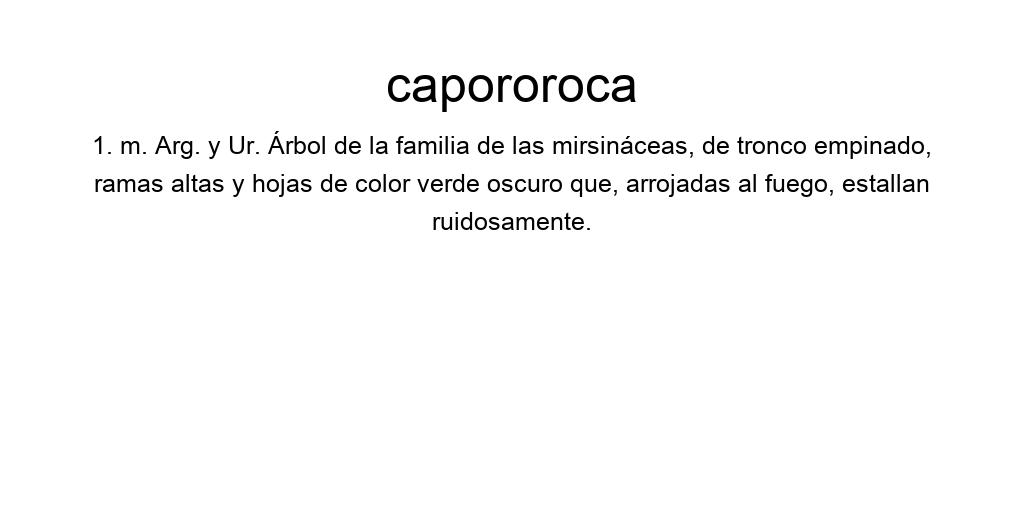 capororoca
1. m. Arg. y Ur. Árbol de la familia de las mirsináceas, de tronco empinado,
ramas altas y hojas de color verde oscuro que, arrojadas al fuego, estallan
ruidosamente.